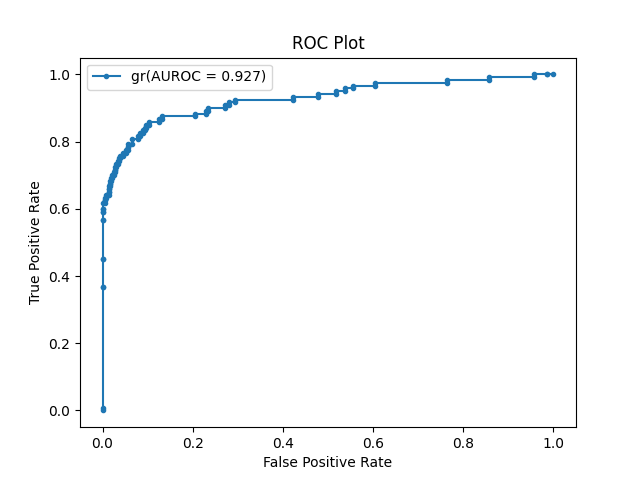 ROC Plot
gr(AUROC = 0.927)
True Positive Rate
1.0
0.8
0.6
0.4
0.2
0.0
0.0 0.2 0.4 0.6 0.8 1.0
False Positive Rate